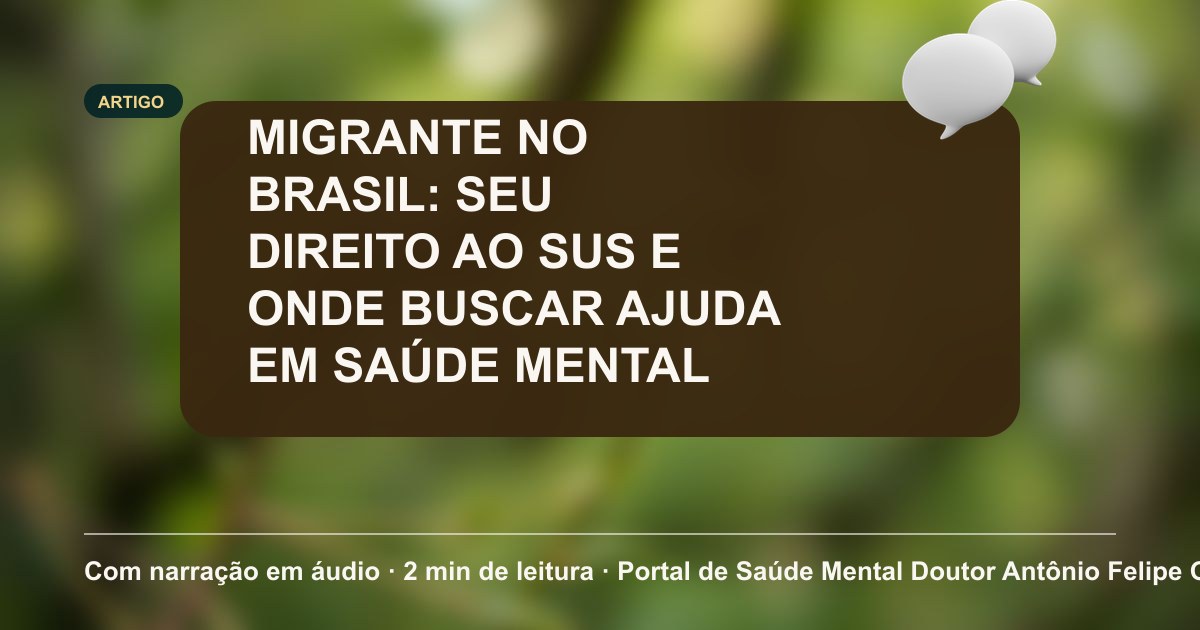 ARTIGO
MIGRANTE NO
BRASIL: SEU
DIREITO AO SUS E
ONDE BUSCAR AJUDA
EM SAÚDE MENTAL
Com narração em áudio · 2 min de leitura · Portal de Saúde Mental Doutor Antônio Felipe